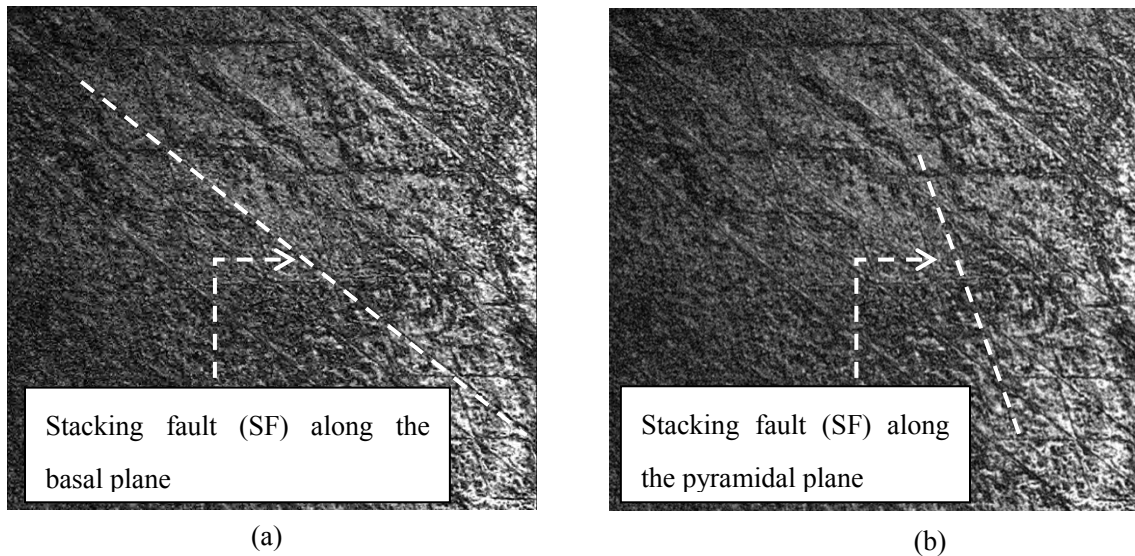 Stacking fault (SF) along the
basal plane
Stacking fault (SF) along
the pyramidal plane
(a)
(b)